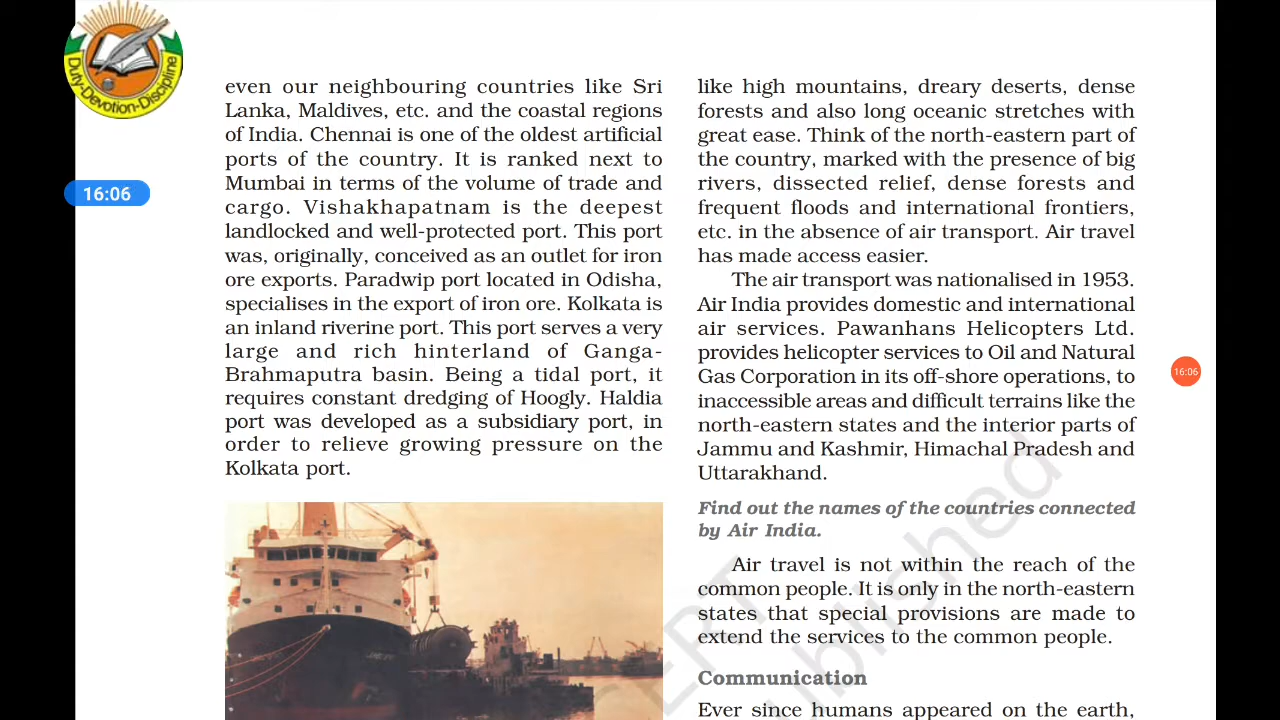 Duty-Devotion-Discipline
16:06
even our neighbouring countries like Sri
Lanka, Maldives, etc. and the coastal regions
of India. Chennai is one of the oldest artificial
ports of the country. It is ranked next to
Mumbai in terms of the volume of trade and
cargo. Vishakhapatnam is the deepest
landlocked and well-protected port. This port
was, originally, conceived as an outlet for iron
ore exports. Paradwip port located in Odisha,
specialises in the export of iron ore. Kolkata is
an inland riverine port. This port serves a very
large and rich hinterland of Ganga-
Brahmaputra basin. Being a tidal port, it
requires constant dredging of Hoogly. Haldia
port was developed as a subsidiary port, in
order to relieve growing pressure on the
Kolkata port.
like high mountains, dreary deserts, dense
forests and also long oceanic stretches with
great ease. Think of the north-eastern part of
the country, marked with the presence of big
rivers, dissected relief, dense forests and
frequent floods and international frontiers,
etc. in the absence of air transport. Air travel
has made access easier.
The air transport was nationalised in 1953.
Air India provides domestic and international
air services. Pawanhans Helicopters Ltd.
provides helicopter services to Oil and Natural
Gas Corporation in its off-shore operations, to
inaccessible areas and difficult terrains like the
north-eastern states and the interior parts of
Jammu and Kashmir, Himachal Pradesh and
Uttarakhand.
Find out the names of the countries connected
by Air India.
Air travel is not within the reach of the
common people. It is only in the north-eastern
states that special provisions are made to
extend the services to the common people.
Communication
Ever since humans appeared on the earth,
16:06